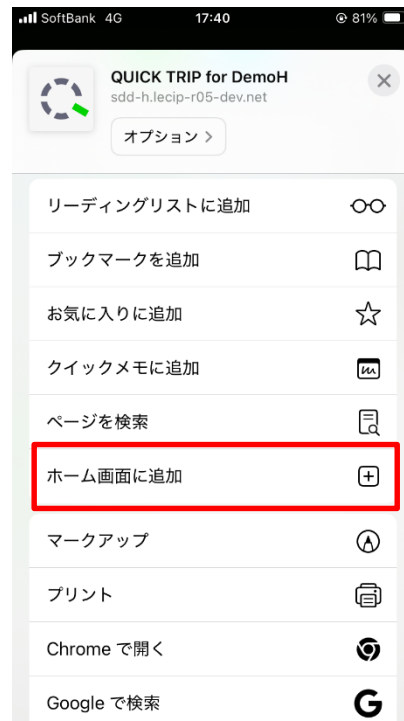 SoftBank 4G 17:40 81%
QUICK TRIP for DemoH
sdd-h.lecip-r05-dev.net
オプション >
リーディングリストに追加
ブックマークを追加
お気に入りに追加
クイックメモに追加
ページを検索
ホーム画面に追加
マークアップ
プリント
Chrome で開く
Google で検索